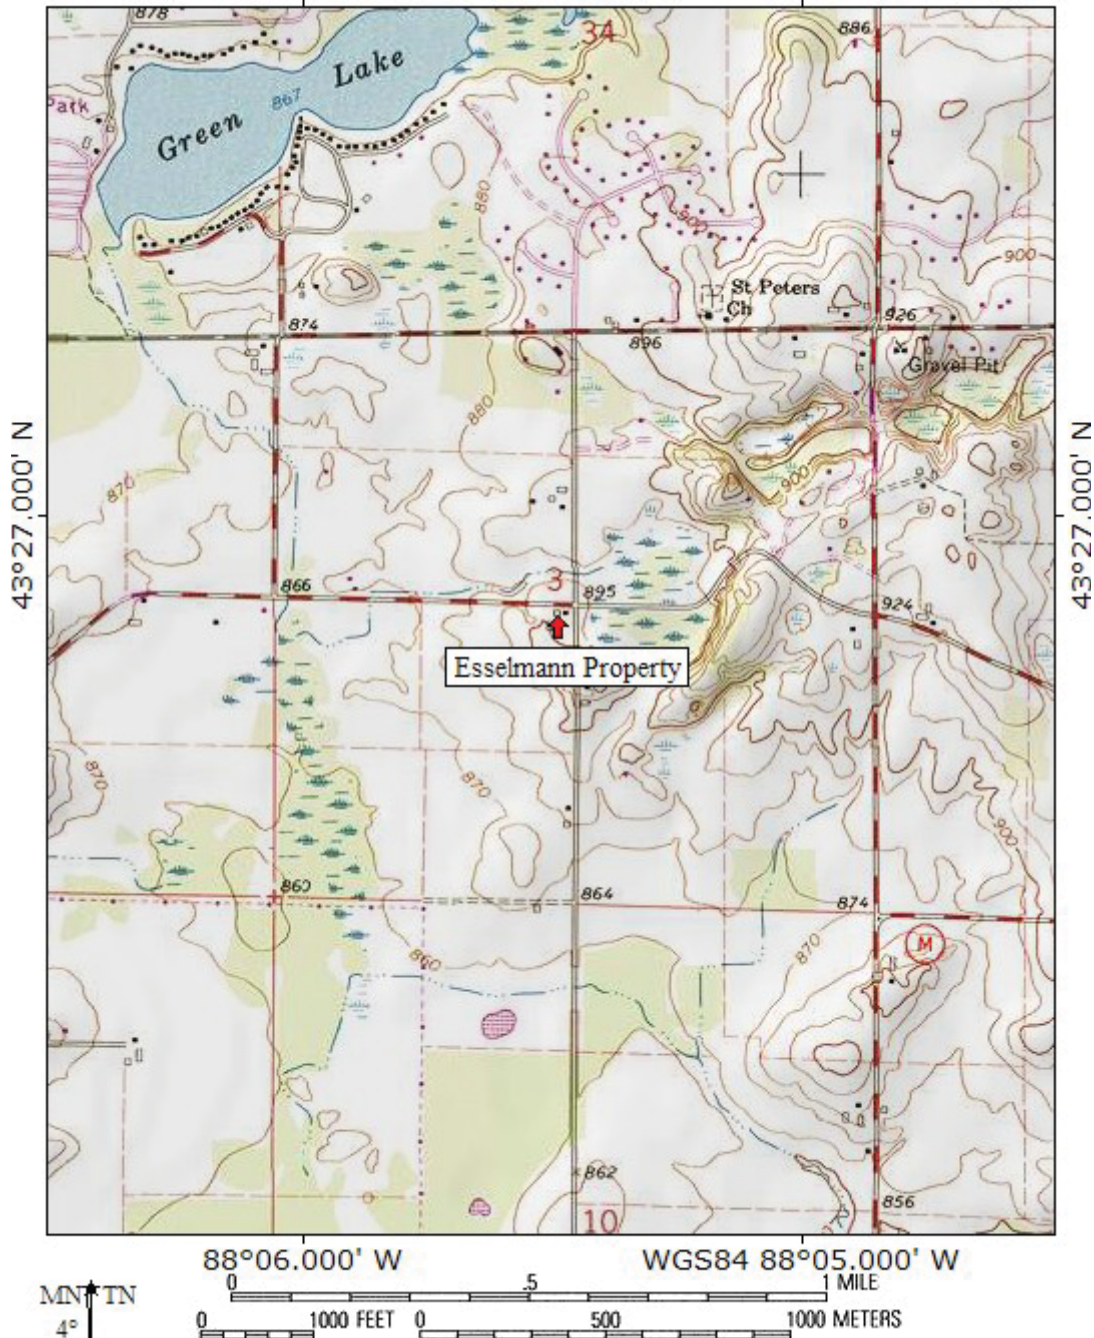 878
34
886
Lake
Park
867
Green
880
900
900
St Peters
Ch
874
926
896
Gravel Pit
880
43°27.000' N
43°27.000' N
870
900
866
3
895
924
Esselmann Property
870
870
900
860
864
874
M
870
860
862
10
856
88°06.000' W
WGS84 88°05.000' W
0 .5 1 MILE
MN TN
4°
0 1000 FEET 0 500 1000 METERS